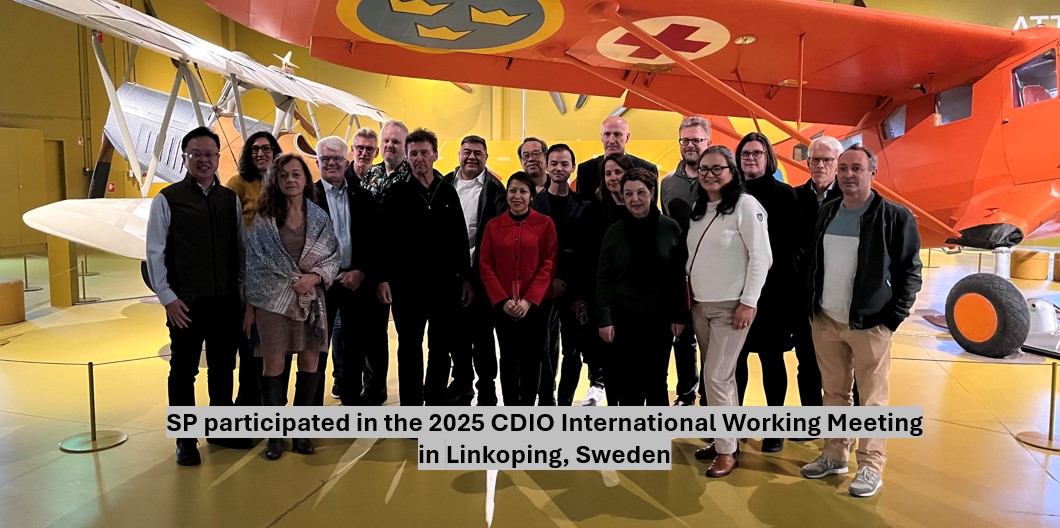 SP participated in the 2025 CDIO International Working Meeting
in Linkoping, Sweden